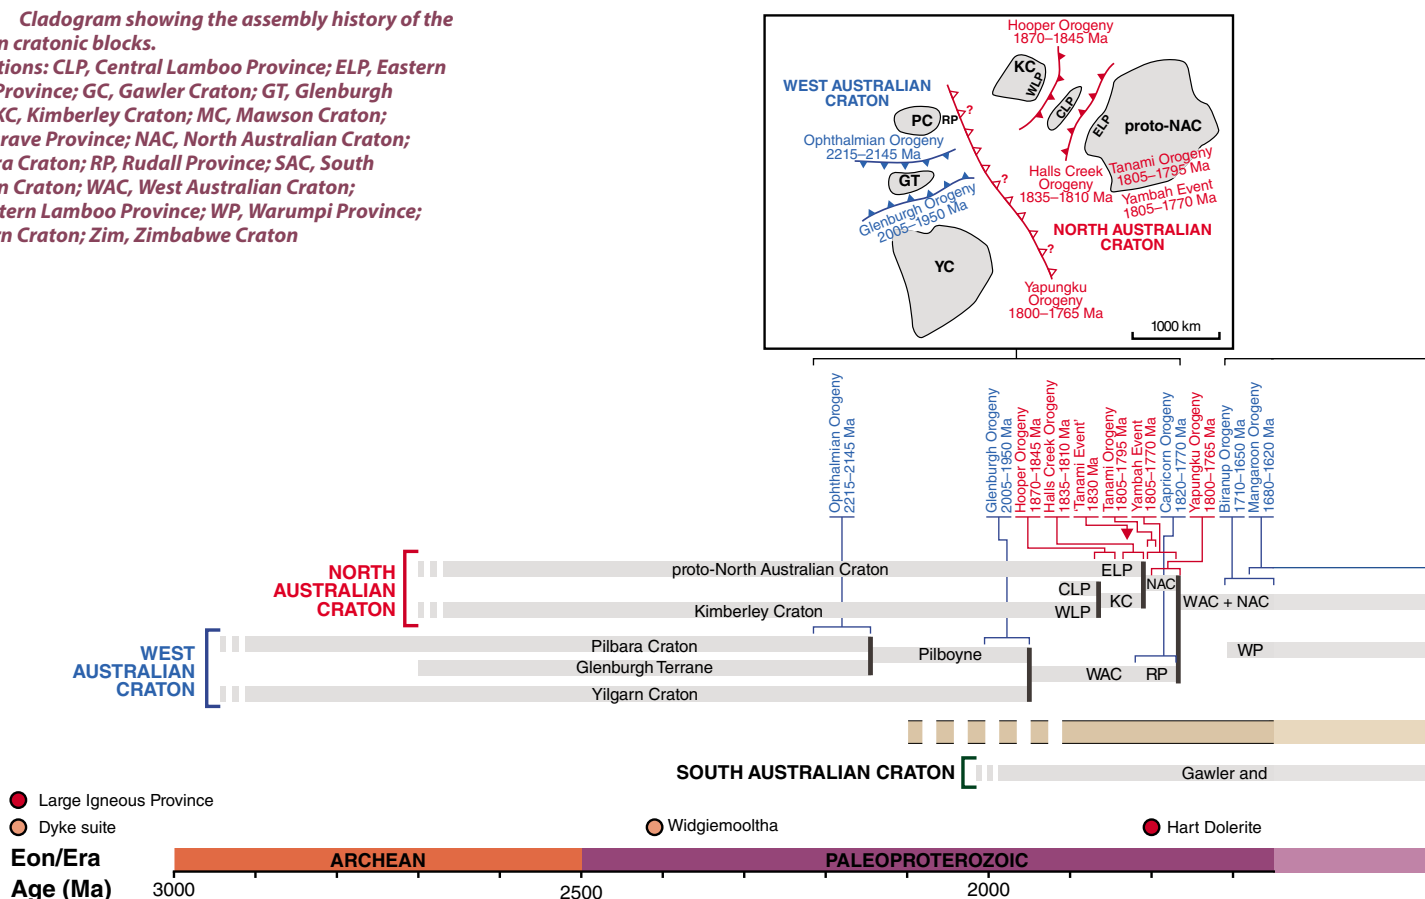 Cladogram showing the assembly history of the
n cratonic blocks.
tions: CLP, Central Lamboo Province; ELP, Eastern
Province; GC, Gawler Craton; GT, Glenburgh
KC, Kimberley Craton; MC, Mawson Craton;
rave Province; NAC, North Australian Craton;
ra Craton; RP, Rudall Province; SAC, South
n Craton; WAC, West Australian Craton;
tern Lamboo Province; WP, Warumpi Province;
rn Craton; Zim, Zimbabwe Craton
Hooper Orogeny
1870–1845 Ma
KC
WLP
WEST AUSTRALIAN
CRATON
CLP
ELP
proto-NAC
PC
RP
?
Ophthalmian Orogeny
2215–2145 Ma
GT
?
Halls Creek
Orogeny
1835–1810 Ma
Tanami Orogeny
1805–1795 Ma
Yambah Event
1805–1770 Ma
Glenburgh Orogeny
2005–1950 Ma
NORTH AUSTRALIAN
CRATON
?
YC
Yapungku
Orogeny
1800–1765 Ma
1000 km
Ophthalmian Orogeny
2215–2145 Ma
Glenburgh Orogeny
2005–1950 Ma
Hooper Orogeny
1870–1845 Ma
Halls Creek Orogeny
1835–1810 Ma
'Tanami Event'
1830 Ma
Tanami Orogeny
1805–1795 Ma
Yambah Event
1805–1770 Ma
Capricorn Orogeny
1820–1770 Ma
Yapungku Orogeny
1800–1765 Ma
Biranup Orogeny
1710–1650 Ma
Mangaroon Orogeny
1680–1620 Ma
NORTH
AUSTRALIAN
CRATON
proto-North Australian Craton
ELP
NAC
CLP
KC
WAC + NAC
Kimberley Craton
WLP
WEST
AUSTRALIAN
CRATON
Pilbara Craton
Pilboyne
WP
Glenburgh Terrane
WAC
RP
Yilgarn Craton
SOUTH AUSTRALIAN CRATON
Gawler and
Large Igneous Province
Dyke suite
Widgiemooltha
Hart Dolerite
Eon/Era
ARCHEAN
PALEOPROTEROZOIC
Age (Ma)
3000
2500
2000